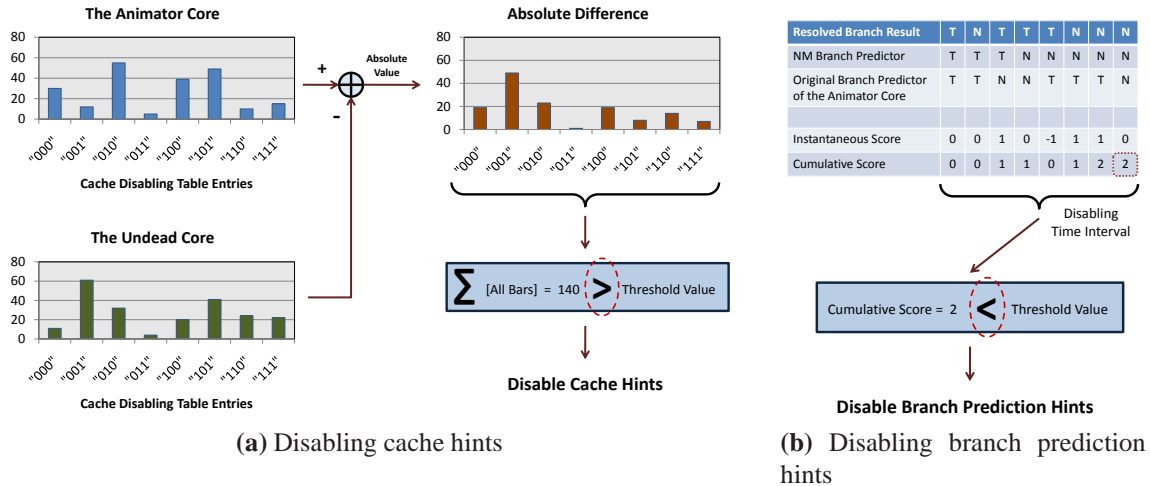 The Animator Core
80
60
40
20
0
"000" "001" "010" "011" "100" "101" "110" "111"
Cache Disabling Table Entries
+
-
Absolute
Value
Absolute Difference
80
60
40
20
0
"000" "001" "010" "011" "100" "101" "110" "111"
The Undead Core
80
60
40
20
0
"000" "001" "010" "011" "100" "101" "110" "111"
Cache Disabling Table Entries
Σ [All Bars] = 140 > Threshold Value
Disable Cache Hints
(a) Disabling cache hints
Resolved Branch Result T N T T T N N N
NM Branch Predictor T T T N N N N N
Original Branch Predictor
of the Animator Core T T N N T T T N
Instantaneous Score 0 0 1 0 -1 1 1 0
Cumulative Score 0 0 1 1 0 1 2 2
Disabling
Time Interval
Cumulative Score = 2 < Threshold Value
Disable Branch Prediction Hints
(b) Disabling branch prediction
hints